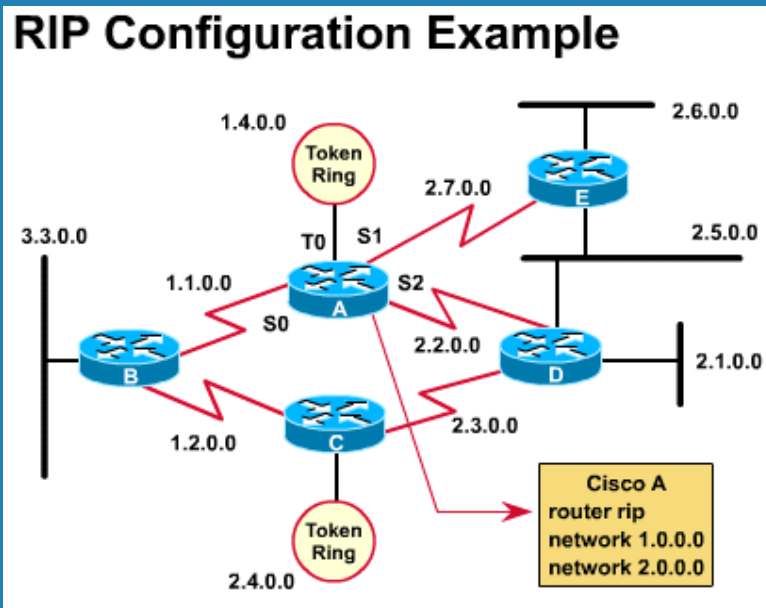 RIP Configuration Example
1.4.0.0
Token
Ring
2.6.0.0
2.7.0.0
E
3.3.0.0
T0
S1
2.5.0.0
1.1.0.0
S2
A
S0
2.2.0.0
B
D
2.1.0.0
1.2.0.0
C
2.3.0.0
Cisco A
router rip
network 1.0.0.0
network 2.0.0.0
Token
Ring
2.4.0.0